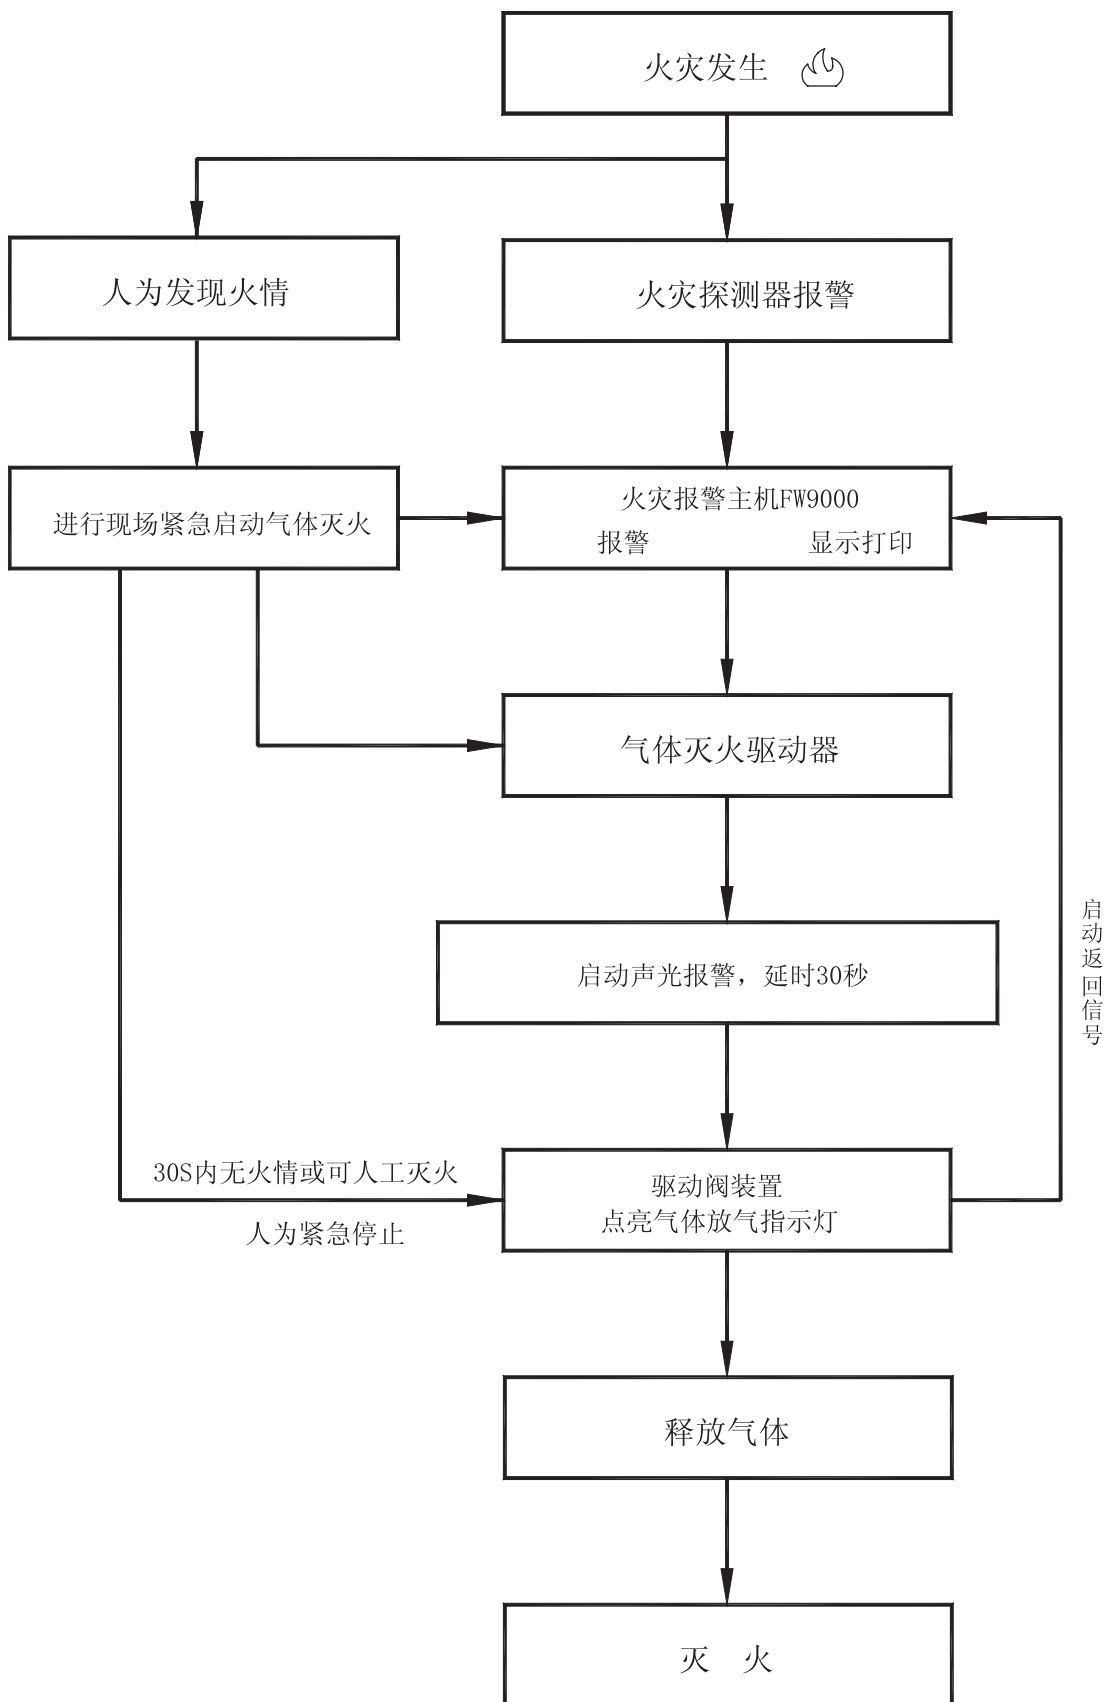 火灾发生
人为发现火情
火灾探测器报警
进行现场紧急启动气体灭火
火灾报警主机FW9000
报警 显示打印
气体灭火驱动器
启动声光报警，延时30秒
启动返回信号
30S内无火情或可人工灭火
人为紧急停止
驱动阀装置
点亮气体放气指示灯
释放气体
灭 火